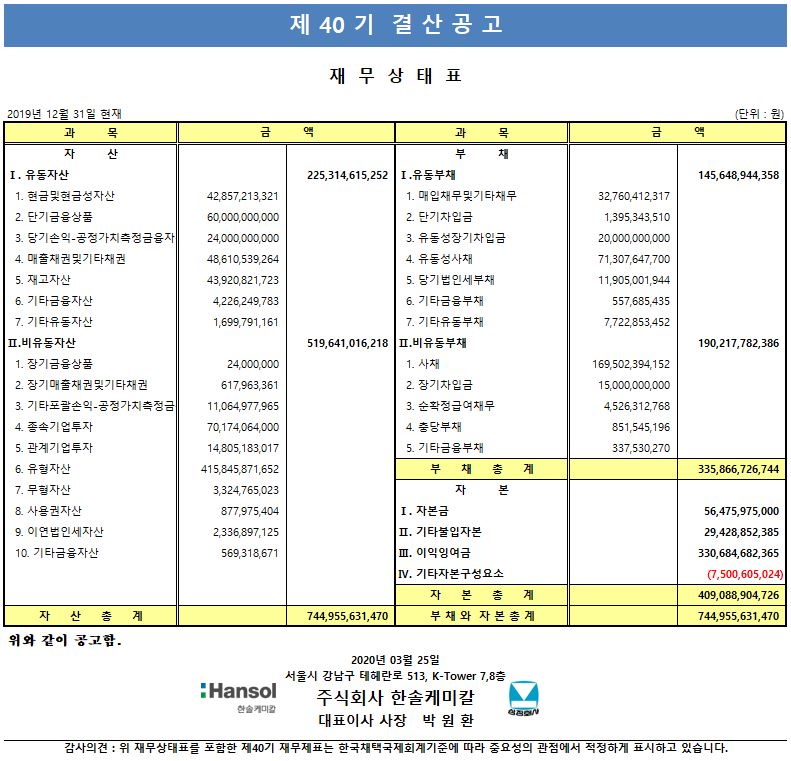 제 40 기 결 산 공 고
재 무 상 태 표
2019년 12월 31일 현재 (단위 : 원)
과 목 금 액 과 목 금 액
자 산 부 채
Ⅰ. 유동자산 225,314,615,252 Ⅰ.유동부채 145,648,944,358
1. 현금및현금성자산 42,857,213,321 1. 매입채무및기타채무 32,760,412,317
2. 단기금융상품 60,000,000,000 2. 단기차입금 1,395,343,510
3. 당기손익-공정가치측정금융자 24,000,000,000 3. 유동성장기차입금 20,000,000,000
4. 매출채권및기타채권 48,610,539,264 4. 유동성사채 71,307,647,700
5. 재고자산 43,920,821,723 5. 당기법인세부채 11,905,001,944
6. 기타금융자산 4,226,249,783 6. 기타금융부채 557,685,435
7. 기타유동자산 1,699,791,161 7. 기타유동부채 7,722,853,452
Ⅱ.비유동자산 519,641,016,218 Ⅱ.비유동부채 190,217,782,386
1. 장기금융상품 24,000,000 1. 사채 169,502,394,152
2. 장기매출채권및기타채권 617,963,361 2. 장기차입금 15,000,000,000
3. 기타포괄손익-공정가치측정금 11,064,977,965 3. 순확정급여채무 4,526,312,768
4. 종속기업투자 70,174,064,000 4. 충당부채 851,545,196
5. 관계기업투자 14,805,183,017 5. 기타금융부채 337,530,270
6. 유형자산 415,845,871,652 부 채 총 계 335,866,726,744
7. 무형자산 3,324,765,023 자 본
8. 사용권자산 877,975,404 Ⅰ. 자본금 56,475,975,000
9. 이연법인세자산 2,336,897,125 Ⅱ. 기타불입자본 29,428,852,385
10. 기타금융자산 569,318,671 Ⅲ. 이익잉여금 330,684,682,365
Ⅳ. 기타자본구성요소 (7,500,605,024)
자 본 총 계 409,088,904,726
자 산 총 계 744,955,631,470 부 채 와 자 본 총 계 744,955,631,470
위와 같이 공고함.
2020년 03월 25일
서울시 강남구 테헤란로 513, K-Tower 7,8층
Hansol 주식회사 한솔케미칼
한솔케미칼
대표이사 사장 박 원 환
감사의견 : 위 재무상태표를 포함한 제40기 재무제표는 한국채택국제회계기준에 따라 중요성의 관점에서 적정하게 표시하고 있습니다.